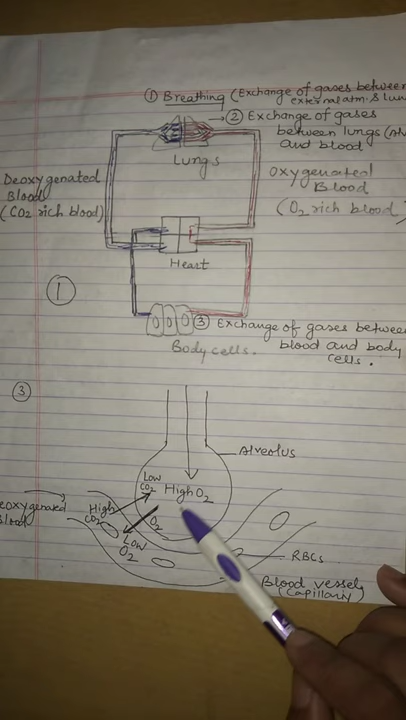 ① Breathing (Exchange of gases between
external atm. & lun
→② Exchange of gases
between lungs (Al
and blood
Lungs
Deoxygenated
Blood
(CO2 rich blood)
Oxygenated
Blood
(O2 rich blood)
Heart
①
③ Exchange of gases between
blood and body
cells.
Body cells.
③
Alveolus
Low
CO2
High O2
High
CO2
O2
Low
O2
eoxygenated
Blood
RBCs
Blood vessel
(Capillary)